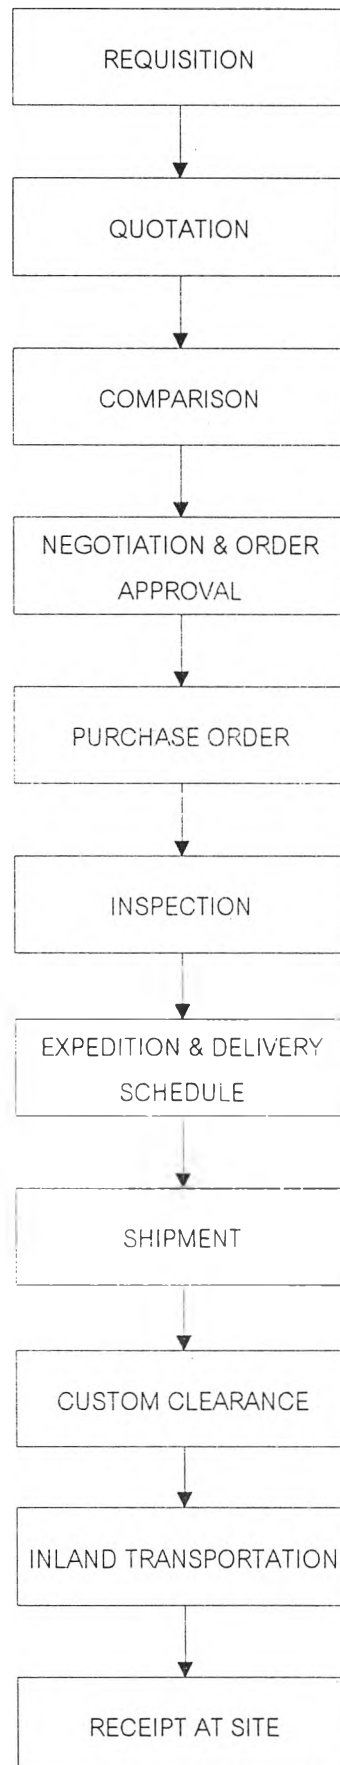 REQUISITION
QUOTATION
COMPARISON
NEGOTIATION & ORDER
APPROVAL
PURCHASE ORDER
INSPECTION
EXPEDITION & DELIVERY
SCHEDULE
SHIPMENT
CUSTOM CLEARANCE
INLAND TRANSPORTATION
RECEIPT AT SITE